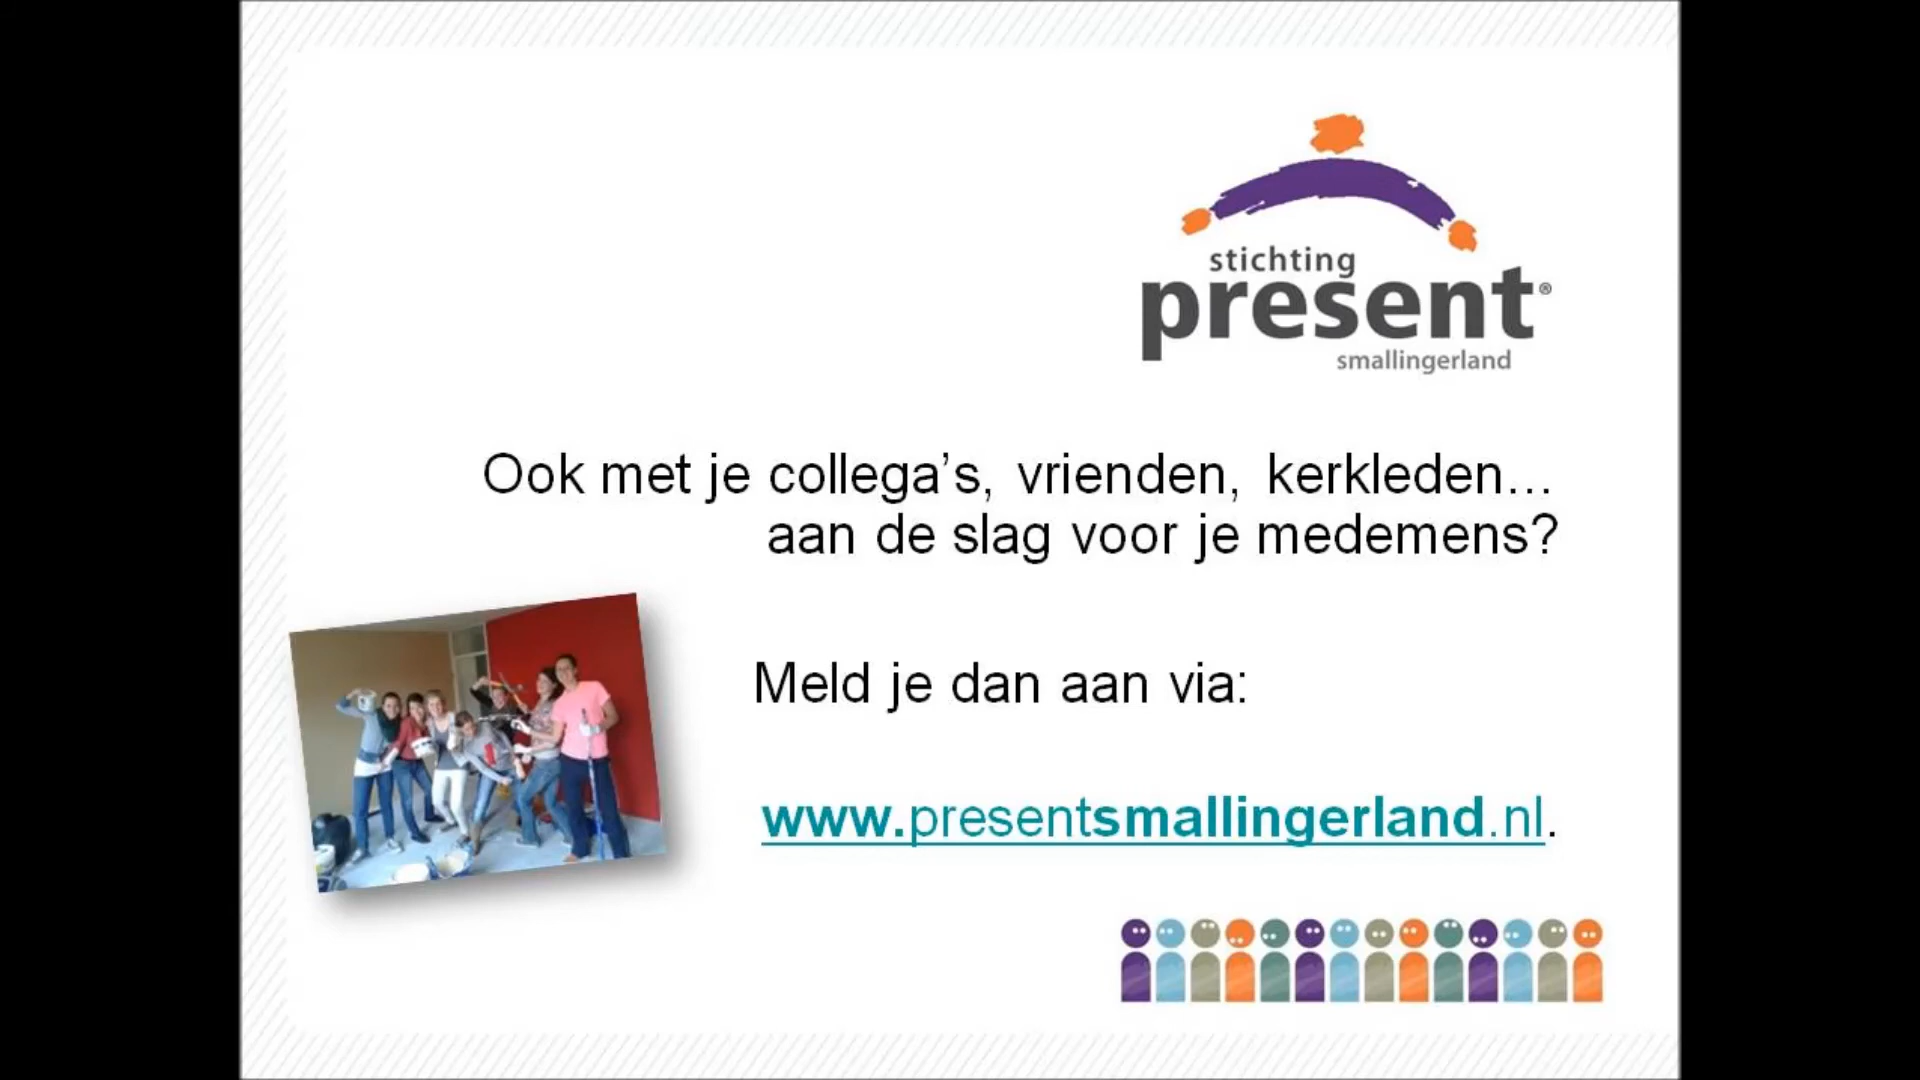 stichting
present®
smallingerland
Ook met je collega’s, vrienden, kerkleden...
aan de slag voor je medemens?
Meld je dan aan via:
www.presentsmallingerland.nl.